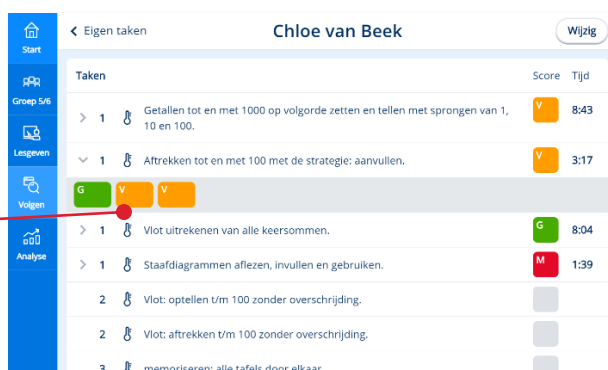 Start
Groep 5/6
Lesgeven
Volgen
Analyse
Eigen taken
Chloe van Beek
Wijzig
Taken Score Tijd
1 Getallen tot en met 1000 op volgorde zetten en tellen met sprongen van 1, V 8:43
10 en 100.
1 Aftrekken tot en met 100 met de strategie: aanvullen. V 3:17
G V V
1 Vlot uitrekenen van alle keersommen. G 8:04
1 Staafdiagrammen aflezen, invullen en gebruiken. M 1:39
2 Vlot: optellen t/m 100 zonder overschrijding.
2 Vlot: aftrekken t/m 100 zonder overschrijding.
3 memoriseren: alle tafels door elkaar